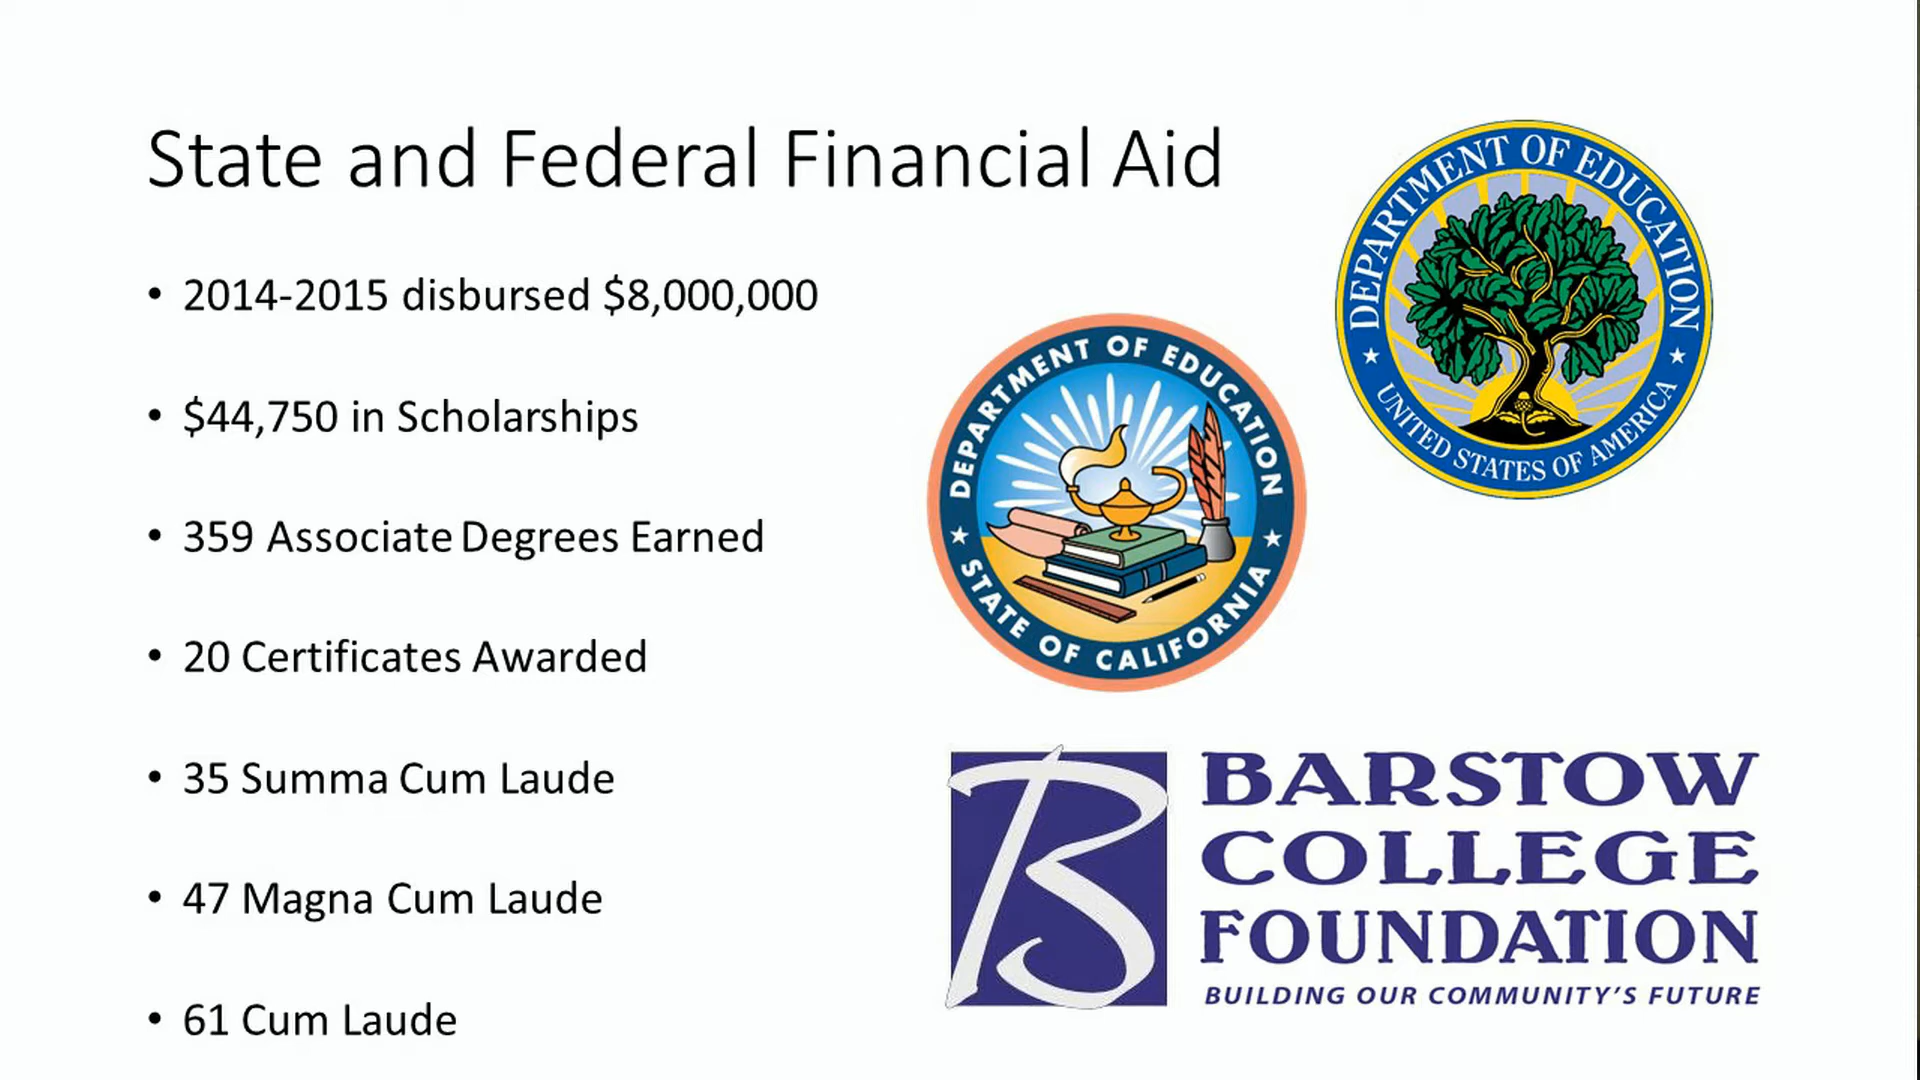 State and Federal Financial Aid
• 2014-2015 disbursed $8,000,000
• $44,750 in Scholarships
• 359 Associate Degrees Earned
• 20 Certificates Awarded
• 35 Summa Cum Laude
• 47 Magna Cum Laude
• 61 Cum Laude
DEPARTMENT OF EDUCATION
UNITED STATES OF AMERICA
DEPARTMENT OF EDUCATION
STATE OF CALIFORNIA
B
BARSTOW
COLLEGE
FOUNDATION
BUILDING OUR COMMUNITY'S FUTURE